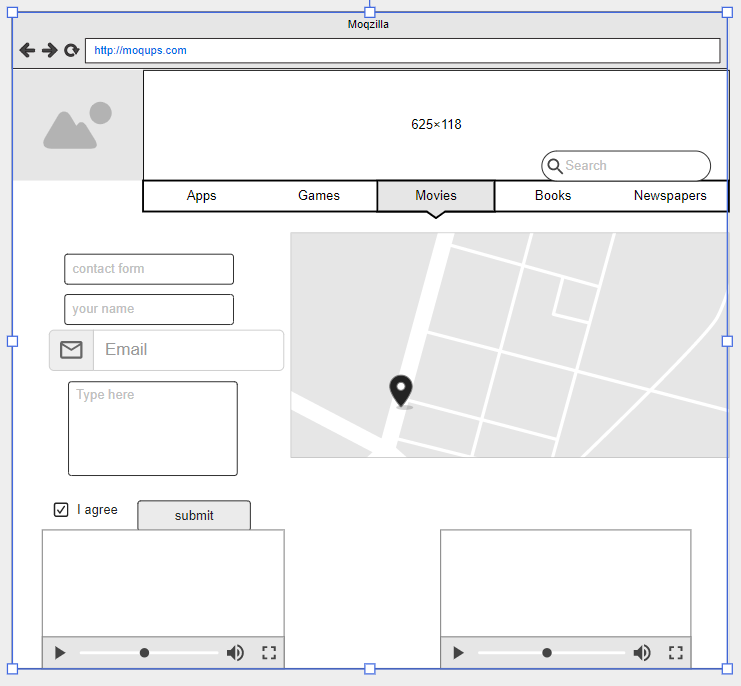 Moqzilla
http://moqups.com
625×118
Search
Apps
Games
Movies
Books
Newspapers
contact form
your name
Email
Type here
I agree
submit